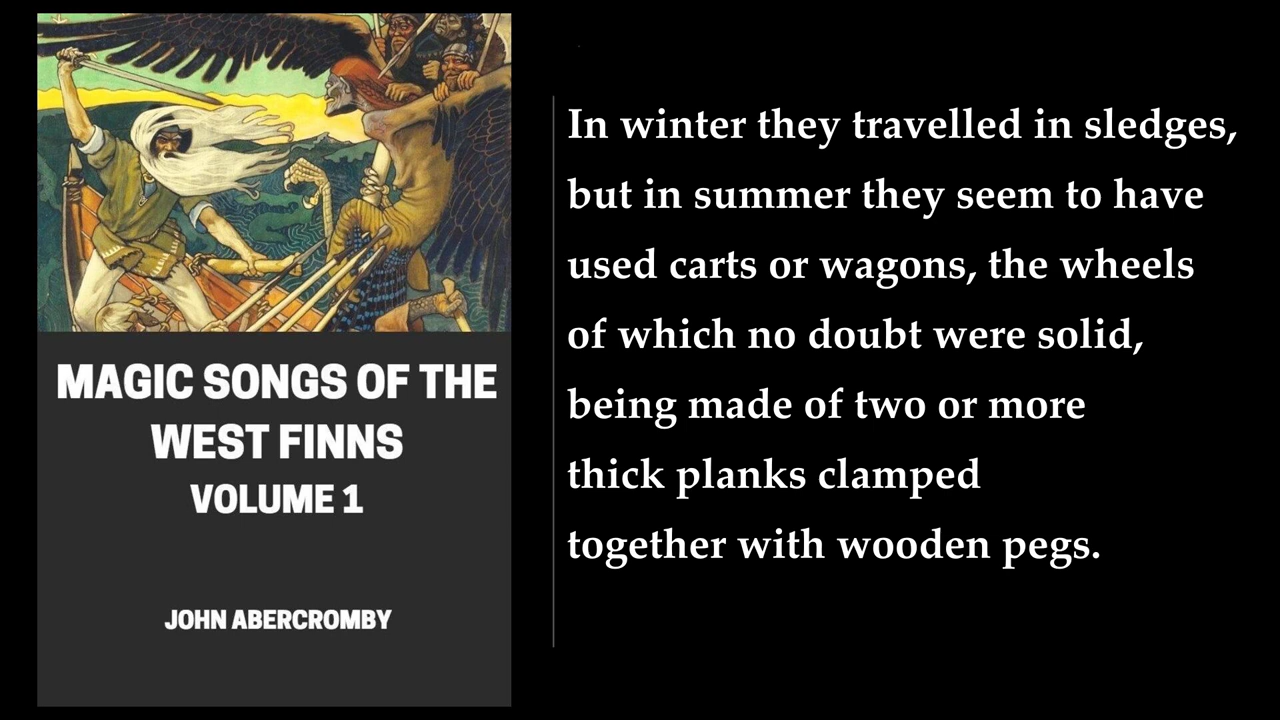 MAGIC SONGS OF THE
WEST FINNS
VOLUME 1
JOHN ABERCROMBY
In winter they travelled in sledges,
but in summer they seem to have
used carts or wagons, the wheels
of which no doubt were solid,
being made of two or more
thick planks clamped
together with wooden pegs.